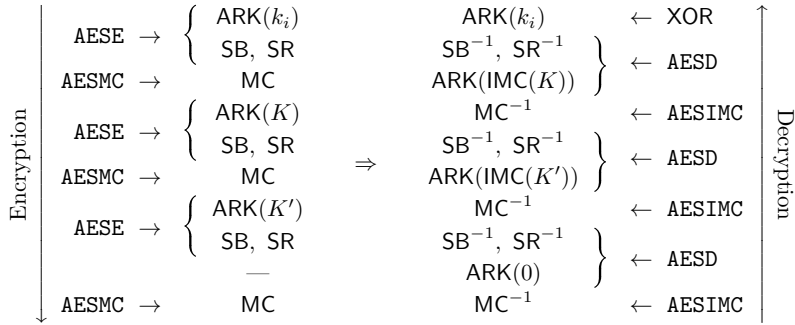 ARK(k_i) ARK(k_i) ← XOR
AESE → { SB, SR SB⁻¹, SR⁻¹ } ← AESD
AESMC → MC ARK(IMC(K))
ARK(K) MC⁻¹ ← AESIMC
AESE → { SB, SR SB⁻¹, SR⁻¹ } ← AESD
AESMC → MC ⇒ ARK(IMC(K′))
ARK(K′) MC⁻¹ ← AESIMC
AESE → { SB, SR SB⁻¹, SR⁻¹ } ← AESD
— ARK(0)
AESMC → MC MC⁻¹ ← AESIMC
Encryption
Decryption